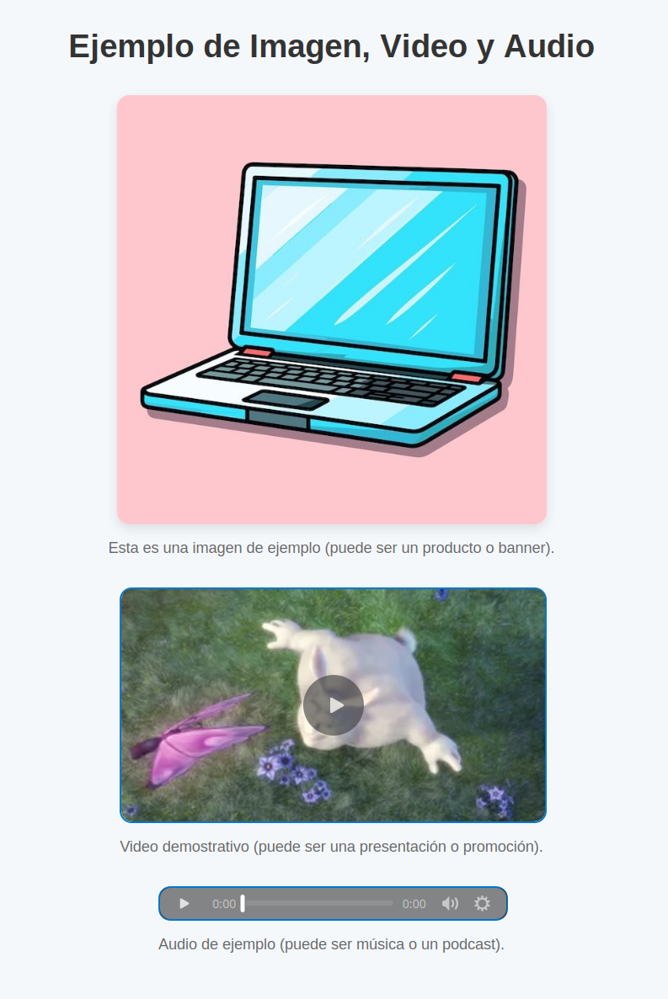 Ejemplo de Imagen, Video y Audio
Esta es una imagen de ejemplo (puede ser un producto o banner).
Video demostrativo (puede ser una presentación o promoción).
0:00 0:00
Audio de ejemplo (puede ser música o un podcast).